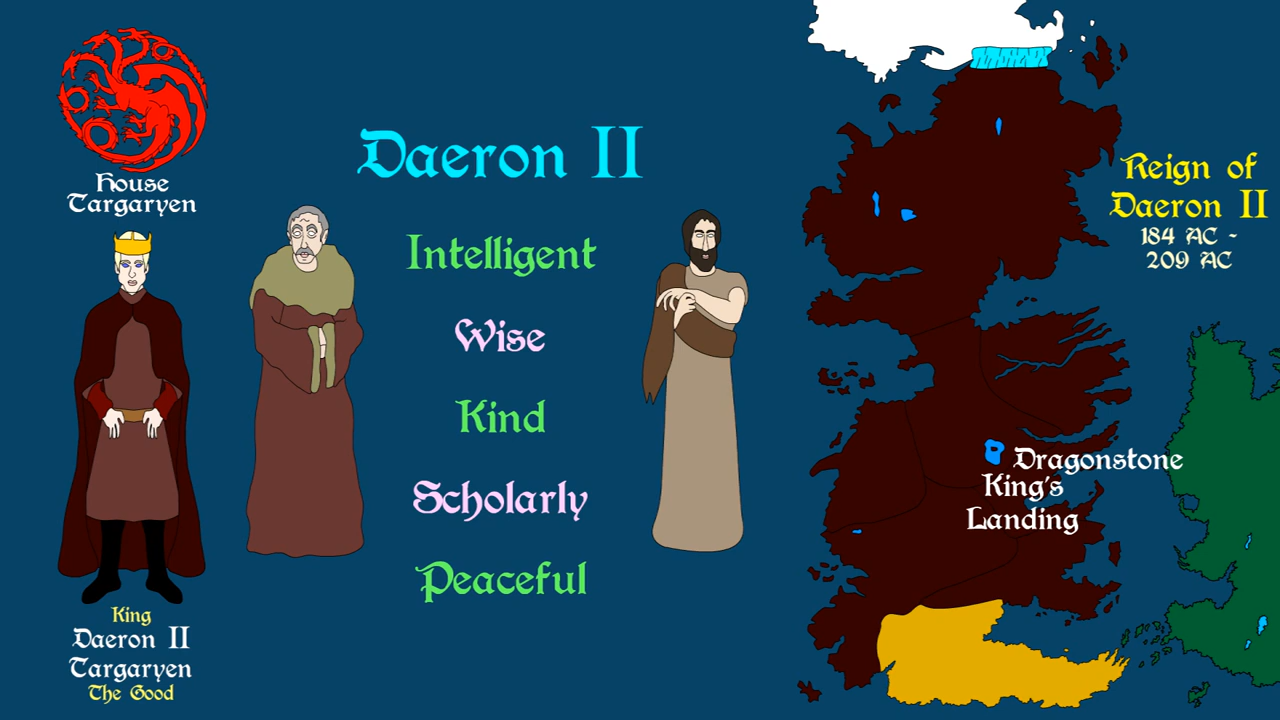 House
Targaryen
King
Daeron II
Targaryen
The Good
Daeron II
Intelligent
Wise
Kind
Scholarly
Peaceful
Reign of
Daeron II
184 AC -
209 AC
Dragonstone
King's
Landing